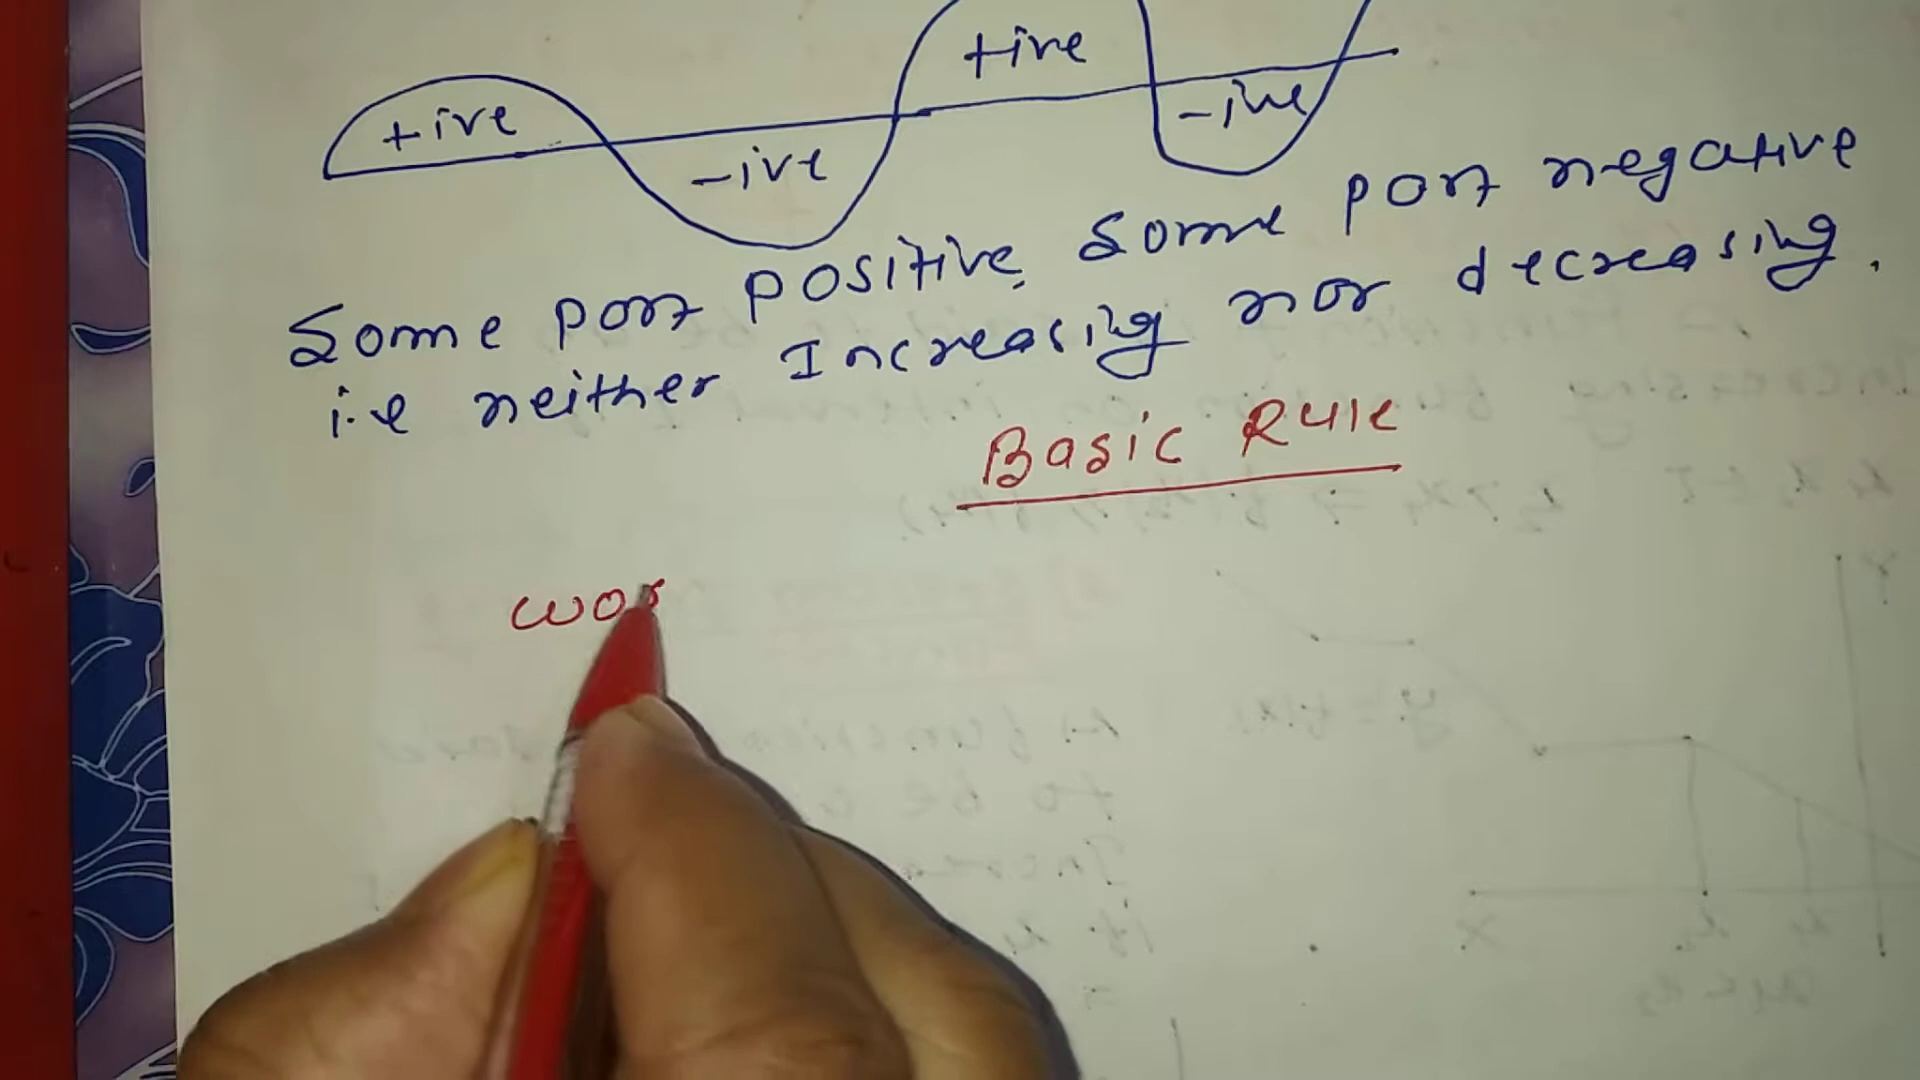 +ive
-ive
+ive
-ive
Some part positive, Some part negative
i.e neither Increasing nor decreasing.
Basic Rule
wor